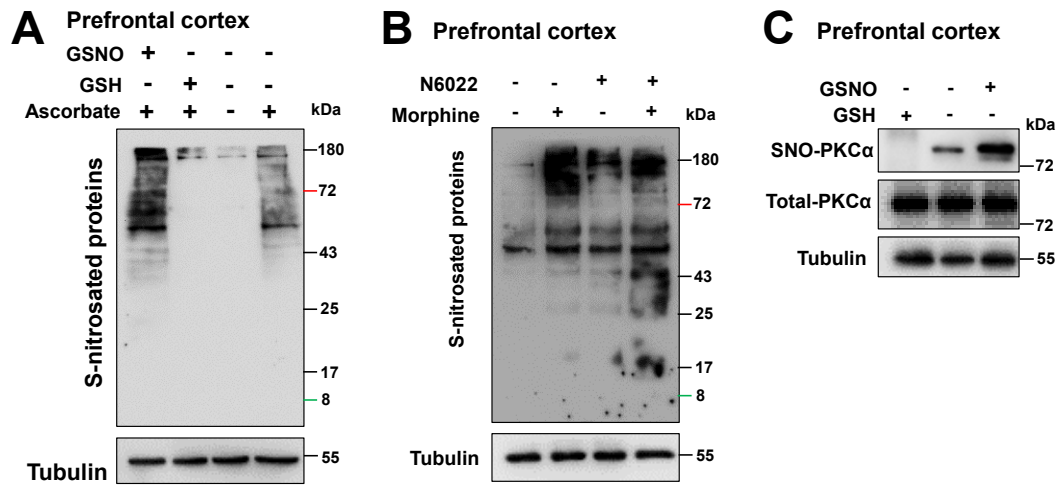 A Prefrontal cortex
GSNO + - - -
GSH - + - -
Ascorbate + + - + kDa
S-nitrosated proteins
180
72
43
25
17
8
Tubulin
55
B Prefrontal cortex
N6022 - - + +
Morphine - + - + kDa
S-nitrosated proteins
180
72
43
25
17
8
Tubulin
55
C Prefrontal cortex
GSNO - - +
GSH + - - kDa
SNO-PKCα
72
Total-PKCα
72
Tubulin
55